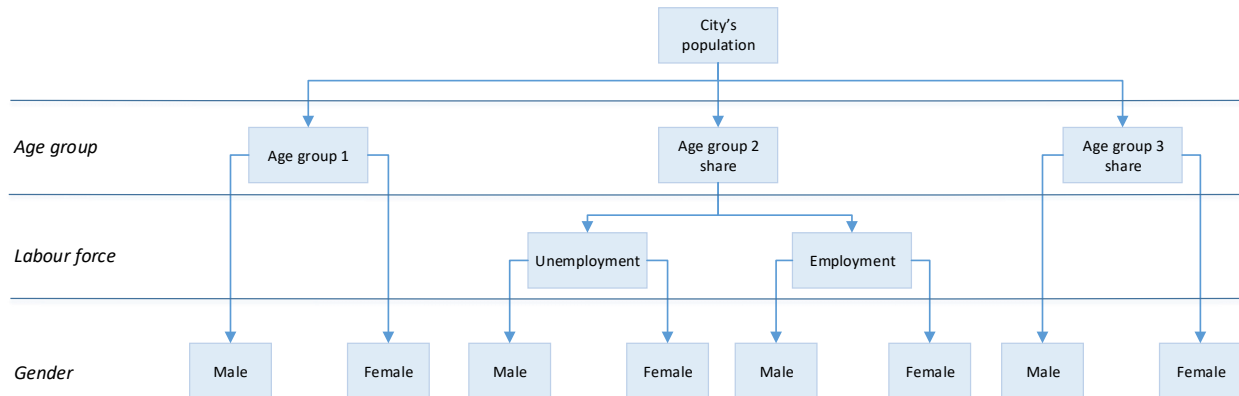 City's
population
Age group
Age group 1
Age group 2
share
Age group 3
share
Labour force
Unemployment
Employment
Gender
Male
Female
Male
Female
Male
Female
Male
Female